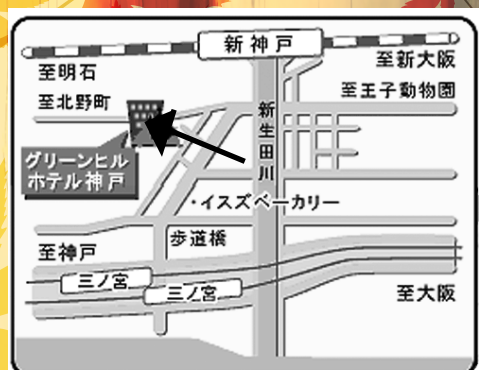 新神戸
至明石
至新大阪
至北野町
至王子動物園
新生田川
グリーンヒル
ホテル神戸
・イスズベーカリー
歩道橋
至神戸
三ノ宮
三ノ宮
至大阪